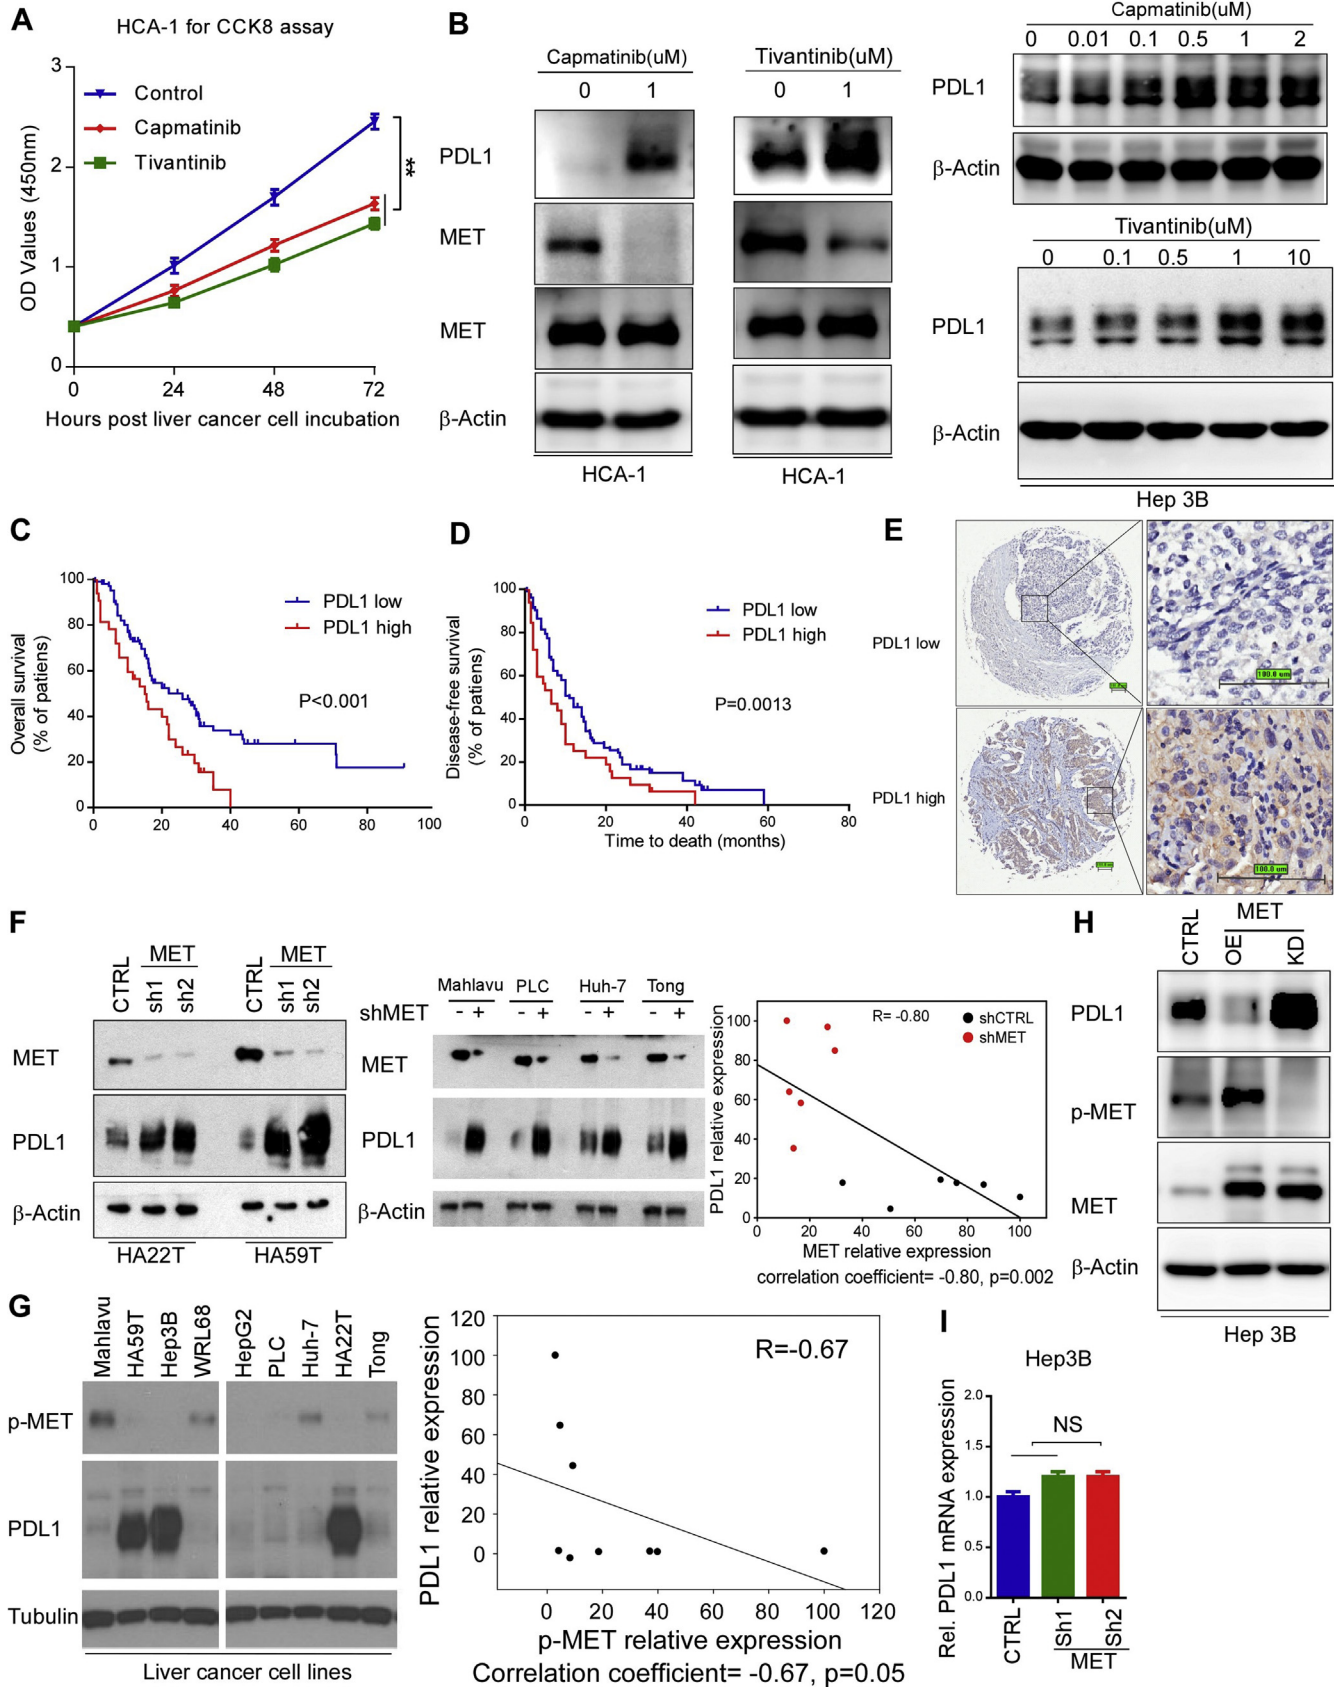 A
HCA-1 for CCK8 assay
3
2
1
0
OD Values (450nm)
Control
Capmatinib
Tivantinib
**
0 24 48 72
Hours post liver cancer cell incubation
B
Capmatinib(uM)
0 1
Tivantinib(uM)
0 1
PDL1
MET
MET
β-Actin
HCA-1
HCA-1
Capmatinib(uM)
0 0.01 0.1 0.5 1 2
PDL1
β-Actin
Tivantinib(uM)
0 0.1 0.5 1 10
PDL1
β-Actin
Hep 3B
C
Overall survival
(% of patiens)
100
80
60
40
20
0
PDL1 low
PDL1 high
P<0.001
0 20 40 60 80 100
D
Disease-free survival
(% of patiens)
100
80
60
40
20
0
PDL1 low
PDL1 high
P=0.0013
0 20 40 60 80
Time to death (months)
E
PDL1 low
100.0 um
PDL1 high
100.0 um
F
CTRL
MET
sh1
sh2
CTRL
MET
sh1
sh2
MET
PDL1
β-Actin
HA22T HA59T
Mahlavu PLC Huh-7 Tong
shMET - + - + - + - +
MET
PDL1
β-Actin
PDL1 relative expression
100
80
60
40
20
0
R= -0.80
shCTRL
shMET
0 20 40 60 80 100
MET relative expression
correlation coefficient= -0.80, p=0.002
H
CTRL
MET
OE
KD
PDL1
p-MET
MET
β-Actin
Hep 3B
G
Mahlavu
HA59T
Hep3B
WRL68
HepG2
PLC
Huh-7
HA22T
Tong
p-MET
PDL1
Tubulin
Liver cancer cell lines
PDL1 relative expression
120
100
80
60
40
20
0
R=-0.67
0 20 40 60 80 100 120
p-MET relative expression
Correlation coefficient= -0.67, p=0.05
I
Hep3B
Rel. PDL1 mRNA expression
2.0
1.5
1.0
0.5
0.0
NS
CTRL
Sh1
Sh2
MET